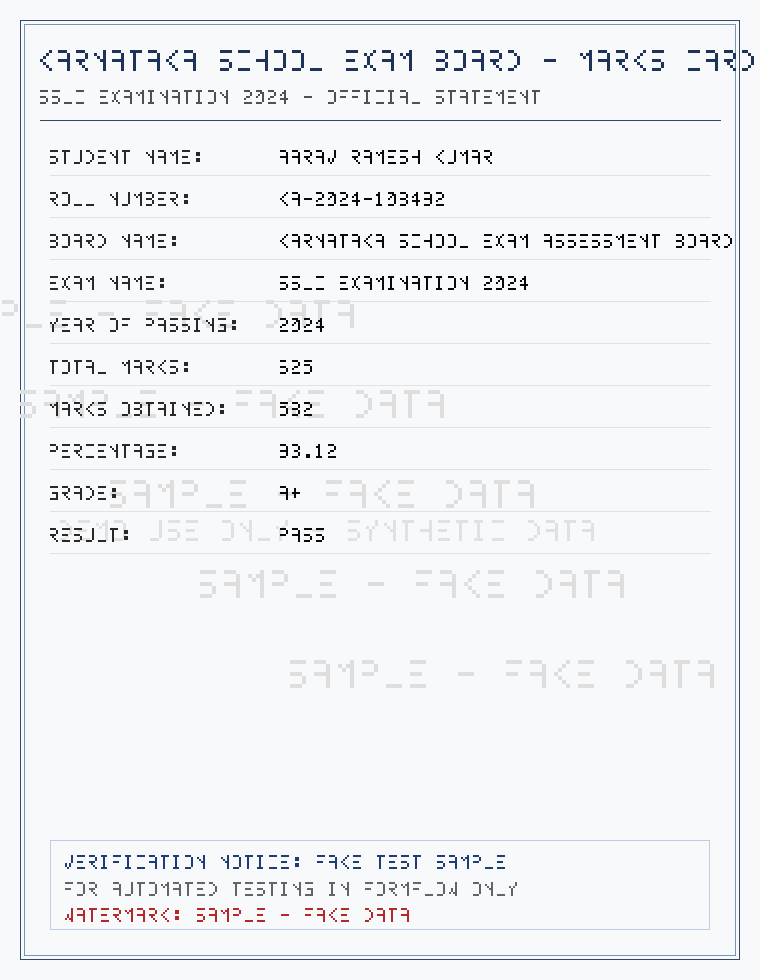 KARNATAKA SCHOOL EXAM BOARD - MARKS CARD
SSLC EXAMINATION 2024 - OFFICIAL STATEMENT
STUDENT NAME: AARAV RAMESH KUMAR
ROLL NUMBER:
BOARD NAME: KARNATAKA SCHOOL EXAM ASSESSMENT BOARD
EXAM NAME: SSLC EXAMINATION 2024
PLE - FAKE DATA
YEAR OF PASSING: 2024
TOTAL MARKS: 625
SAMPLE - FAKE DATA
MARKS OBTAINED: 582
PERCENTAGE: 93.12
SAMPLE - FAKE DATA
GRADE: A+
DEMO USE ONLY - SYNTHETIC DATA
RESULT: PASS
SAMPLE - FAKE DATA
SAMPLE - FAKE DATA
VERIFICATION NOTICE: FAKE TEST SAMPLE
FOR AUTOMATED TESTING IN FORMFLOW ONLY
WATERMARK: SAMPLE - FAKE DATA